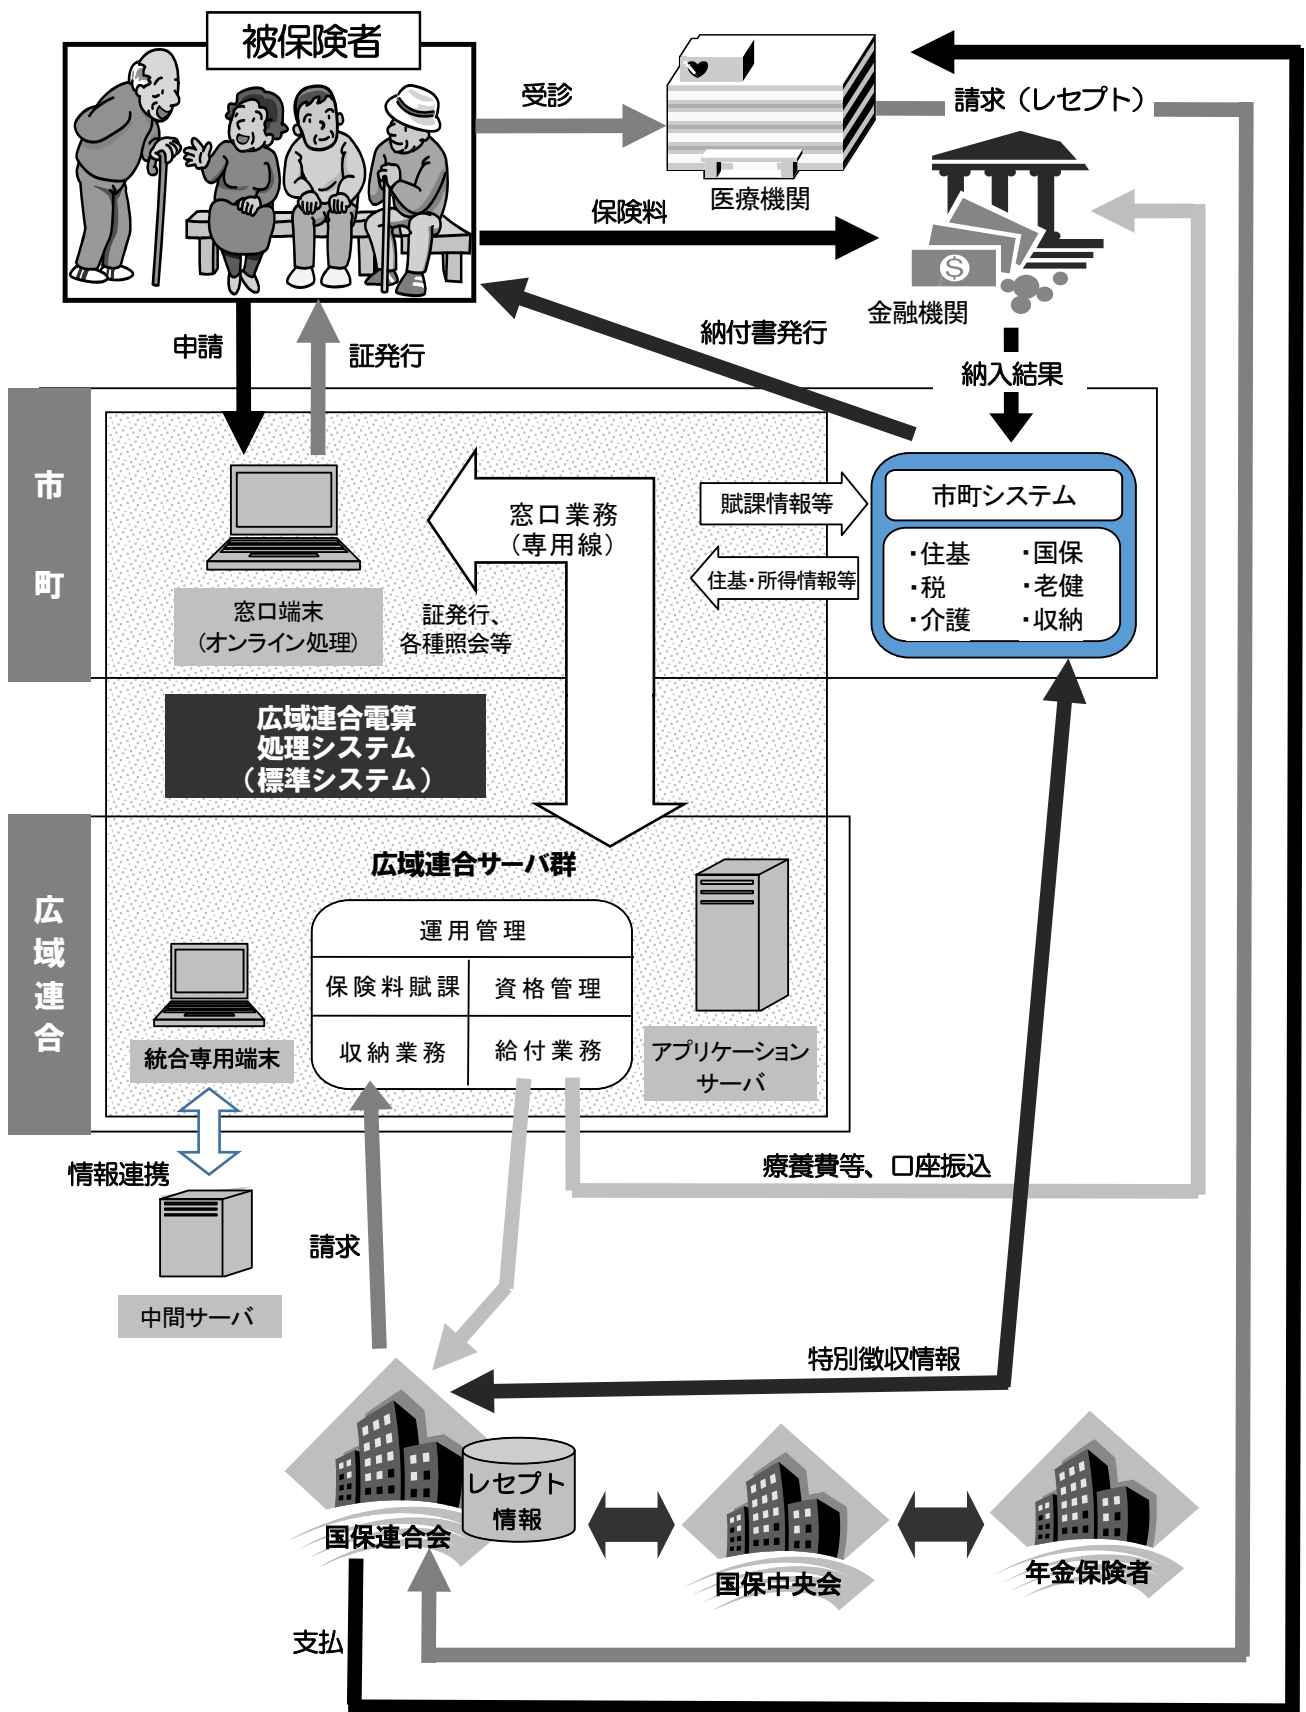 被保険者
受診
医療機関
請求（レセプト）
保険料
金融機関
納付書発行
納入結果
申請
証発行
市町
窓口端末
(オンライン処理)
窓口業務
(専用線)
証発行、
各種照会等
賦課情報等
住基・所得情報等
市町システム
・住基
・国保
・税
・老健
・介護
・収納
広域連合電算
処理システム
（標準システム）
広域連合
広域連合サーバ群
運用管理
保険料賦課
資格管理
収納業務
給付業務
統合専用端末
アプリケーション
サーバ
情報連携
中間サーバ
療養費等、口座振込
請求
特別徴収情報
レセプト
情報
国保連合会
国保中央会
年金保険者
支払